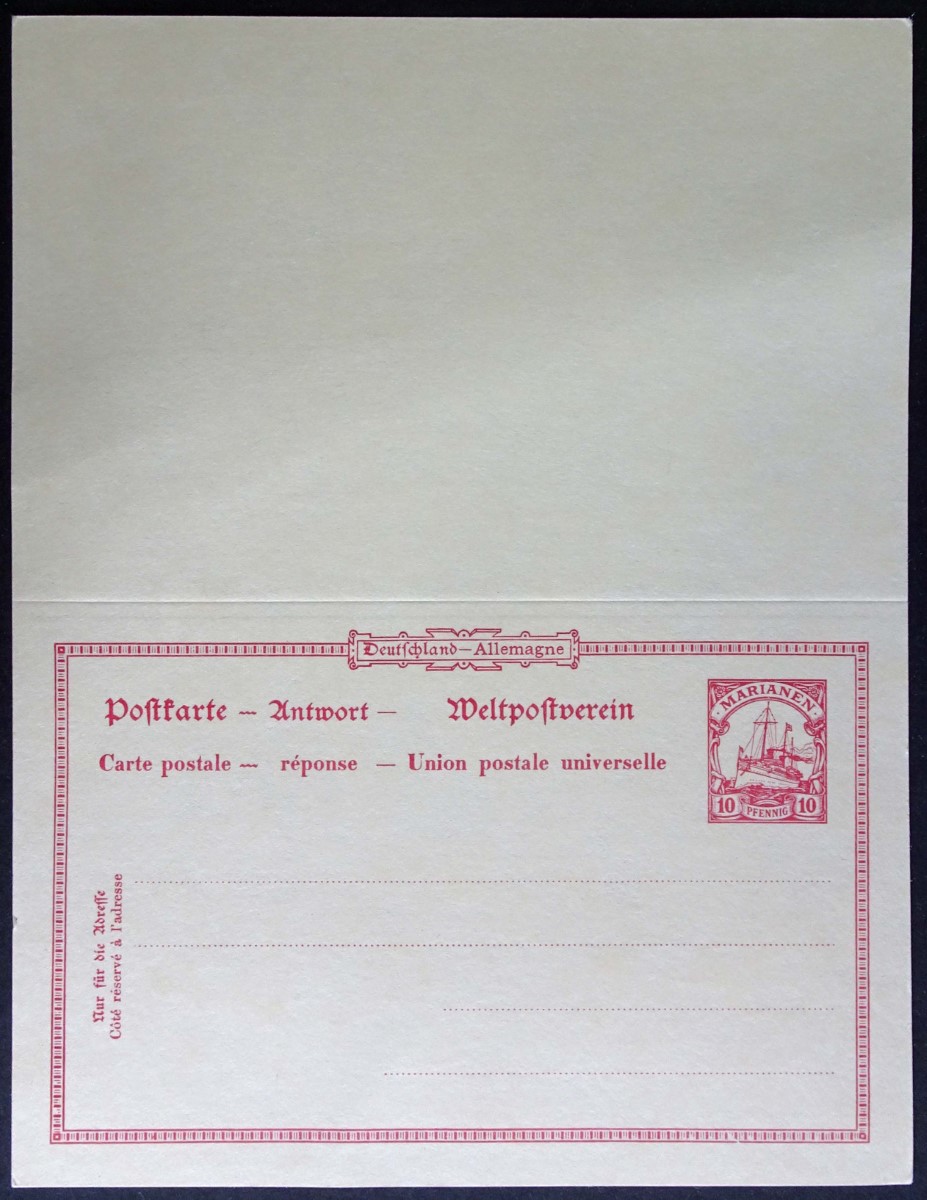 Deutſchland—Allemagne
Poſtkarte — Antwort — Weltpoſtverein
Carte postale — réponse — Union postale universelle
MARIANEN
10 PFENNIG 10
Nur für die Adreſſe
Côté réservé à l'adresse